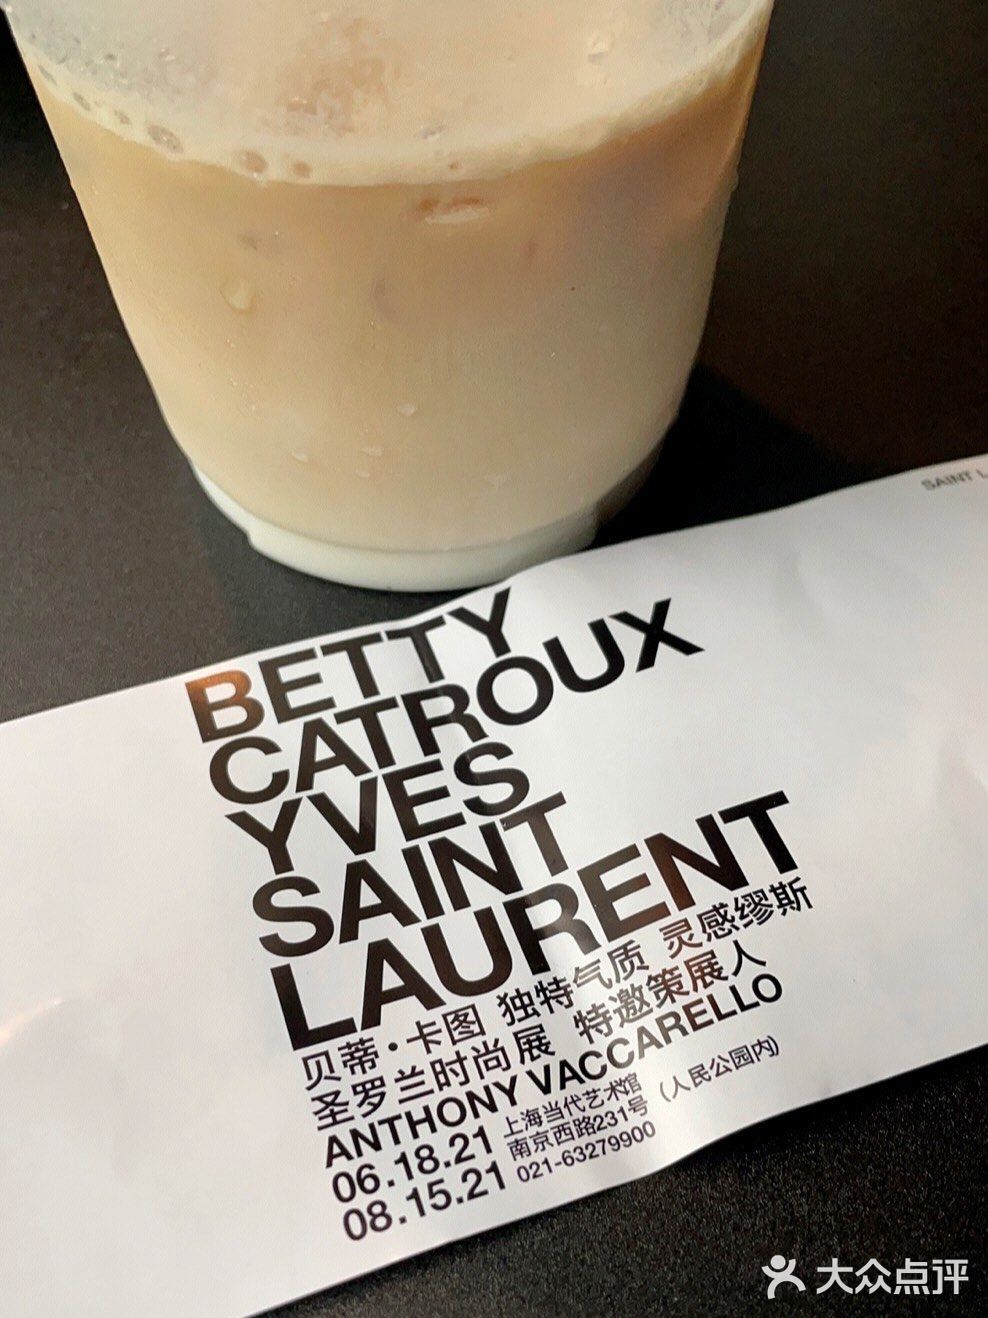 SAINT L
BETTY
CATROUX
YVES
SAINT
LAURENT
贝蒂·卡图 独特气质 灵感缪斯
圣罗兰时尚展 特邀策展人
ANTHONY VACCARELLO
06.18.21 上海当代艺术馆
08.15.21 南京西路231号（人民公园内）
021-63279900
大众点评